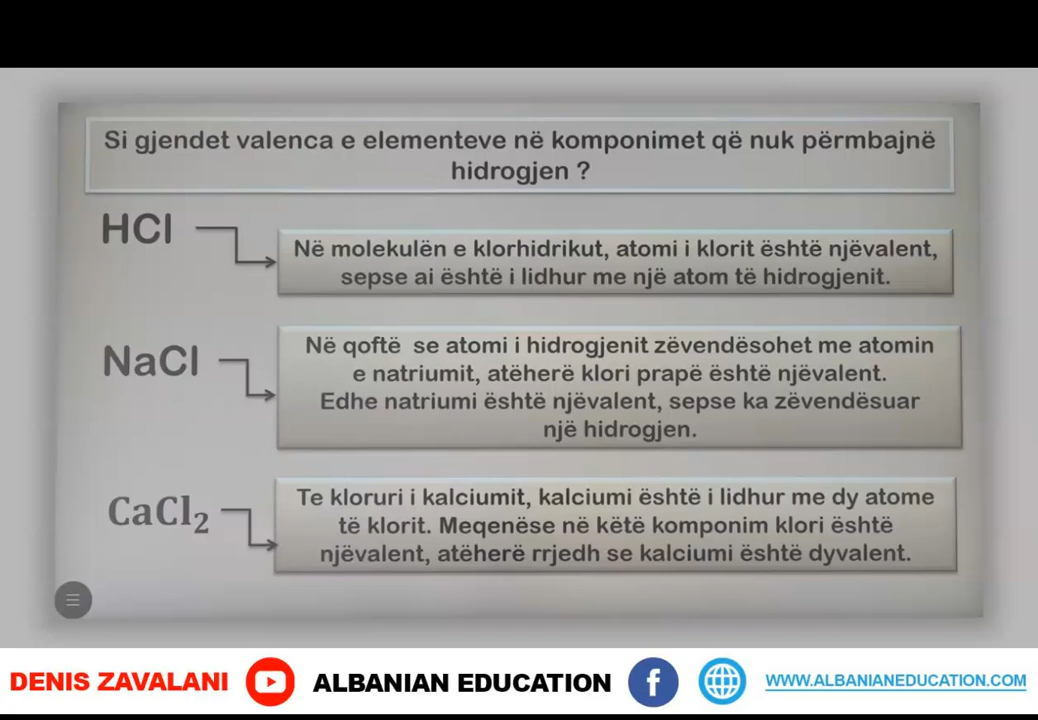 Si gjendet valenca e elementeve në komponimet që nuk përmbajnë
hidrogjen ?
HCl
Në molekulën e klorhidrikut, atomi i klorit është njëvalent,
sepse ai është i lidhur me një atom të hidrogjenit.
NaCl
Në qoftë se atomi i hidrogjenit zëvendësohet me atomin
e natriumit, atëherë klori prapë është njëvalent.
Edhe natriumi është njëvalent, sepse ka zëvendësuar
një hidrogjen.
CaCl₂
Te kloruri i kalciumit, kalciumi është i lidhur me dy atome
të klorit. Meqenëse në këtë komponim klori është
njëvalent, atëherë rrjedh se kalciumi është dyvalent.
DENIS ZAVALANI
ALBANIAN EDUCATION
WWW.ALBANIANEDUCATION.COM